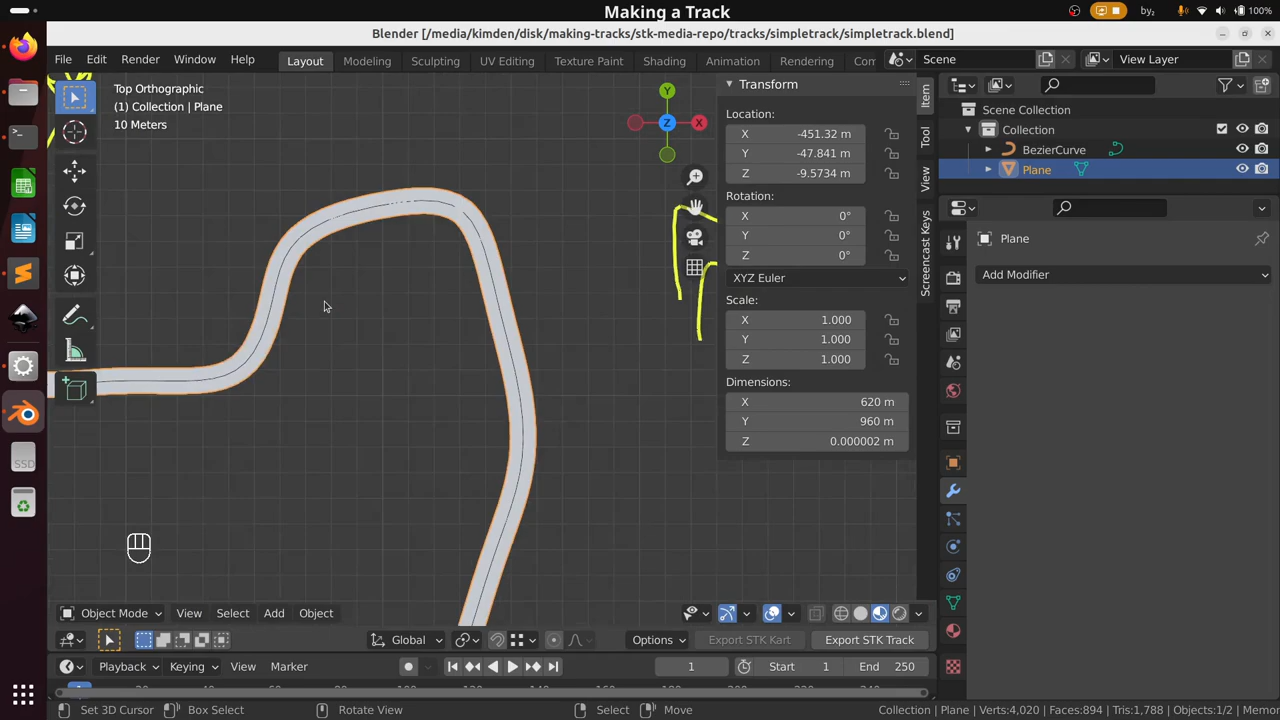 Making a Track
by₂
100%
Blender [/media/kimden/disk/making-tracks/stk-media-repo/tracks/simpletrack/simpletrack.blend]
File Edit Render Window Help Layout Modeling Sculpting UV Editing Texture Paint Shading Animation Rendering Com Scene View Layer
Top Orthographic
(1) Collection | Plane
10 Meters
Y
X
Z
Transform
Location:
X -451.32 m
Y -47.841 m
Z -9.5734 m
Rotation:
X 0°
Y 0°
Z 0°
XYZ Euler
Scale:
X 1.000
Y 1.000
Z 1.000
Dimensions:
X 620 m
Y 960 m
Z 0.000002 m
Item
Tool
View
Screencast Keys
Scene Collection
Collection
BezierCurve
Plane
Plane
Add Modifier
SSD
Object Mode View Select Add Object
Global Options Export STK Kart Export STK Track
Playback Keying View Marker 1 Start 1 End 250
Set 3D Cursor Box Select Rotate View Select Move Collection | Plane | Verts:4,020 | Faces:894 | Tris:1,788 | Objects:1/2 | Memor